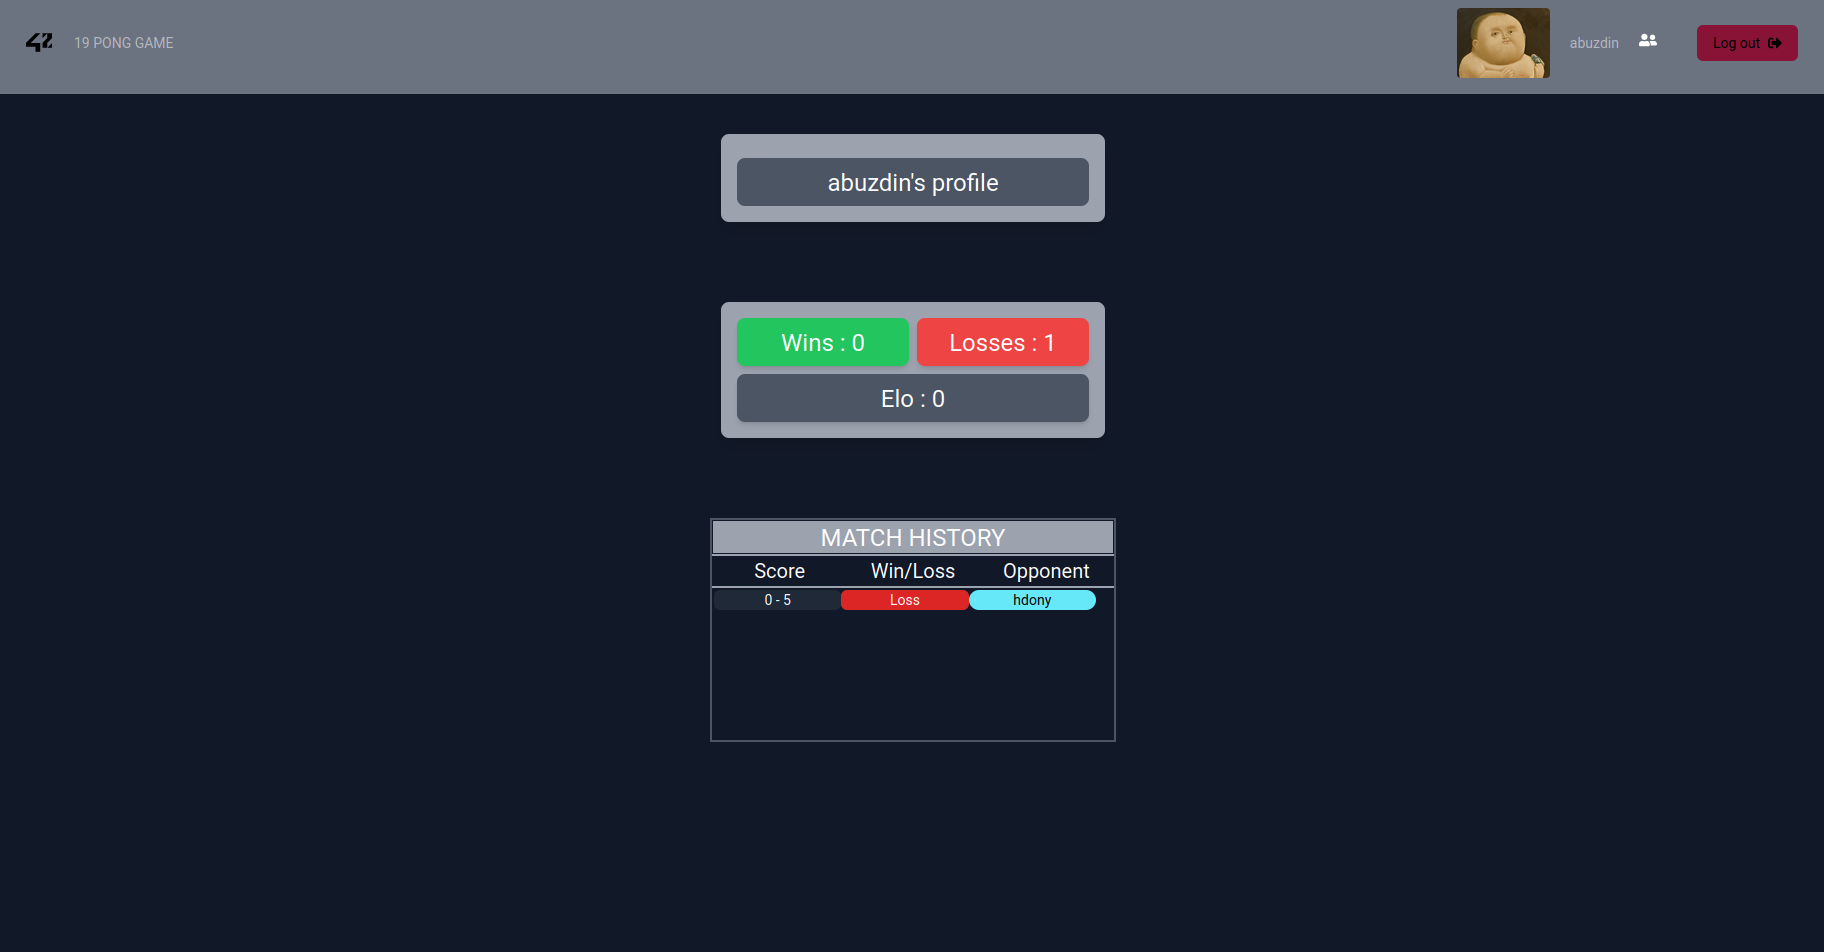 42 19 PONG GAME abuzdin Log out
abuzdin's profile
Wins : 0 Losses : 1
Elo : 0
MATCH HISTORY
Score Win/Loss Opponent
0 - 5 Loss hdony